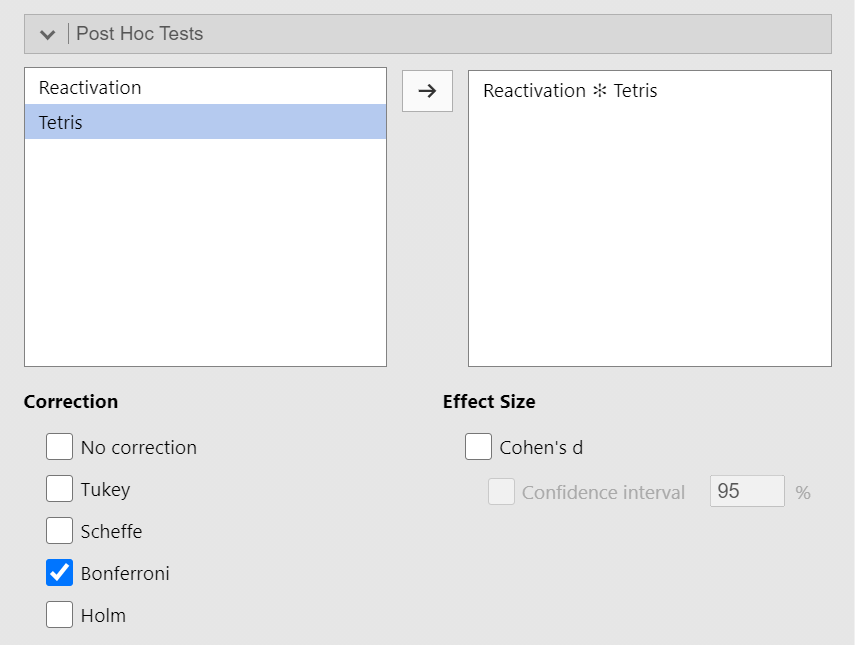 Post Hoc Tests
Reactivation
Tetris
Reactivation ✻ Tetris
Correction
No correction
Tukey
Scheffe
Bonferroni
Holm
Effect Size
Cohen's d
Confidence interval 95 %